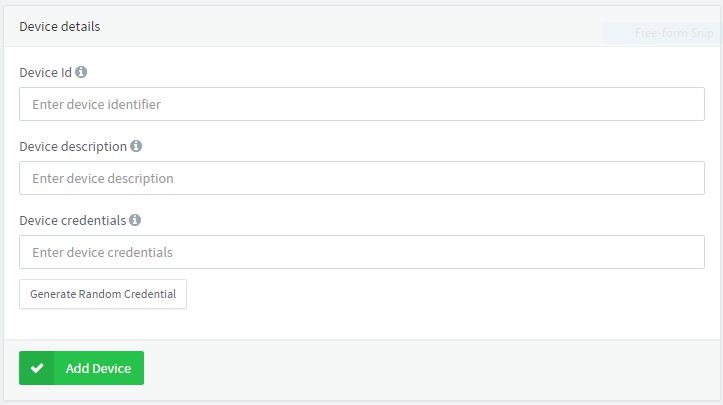 Device details
Free-form Snip
Device Id
Enter device identifier
Device description
Enter device description
Device credentials
Enter device credentials
Generate Random Credential
Add Device